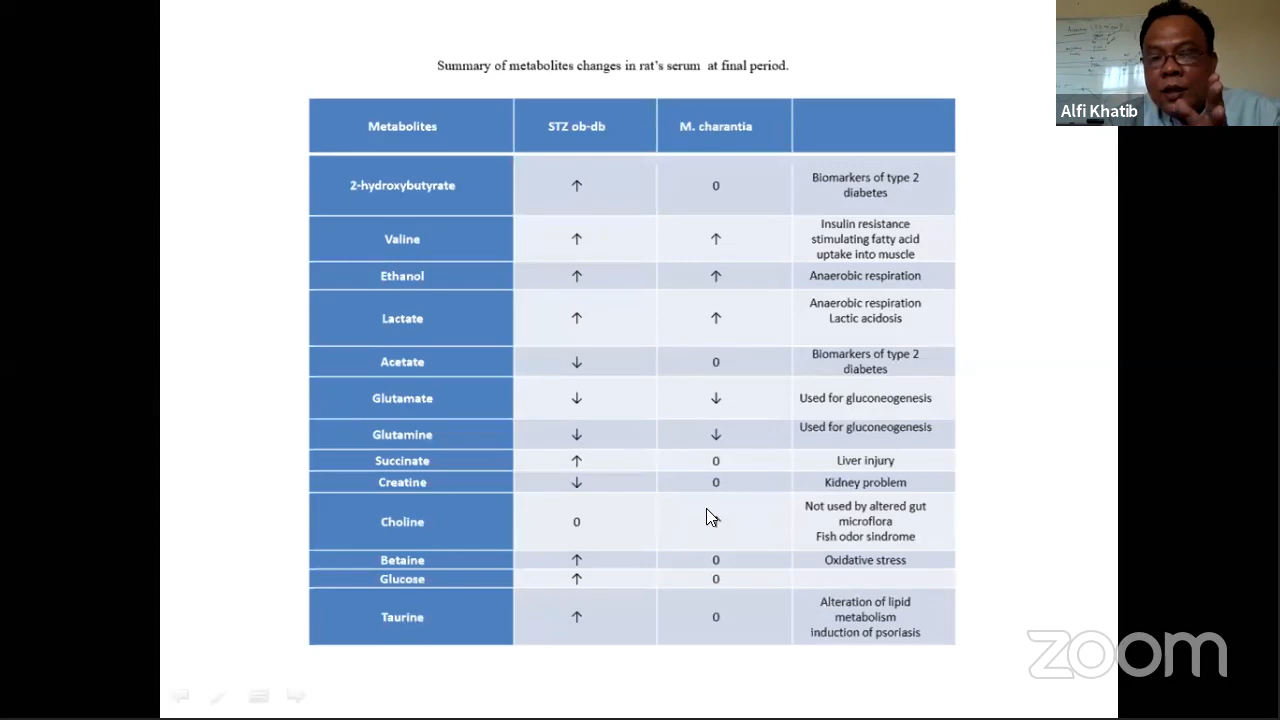 Summary of metabolites changes in rat's serum at final period.
Metabolites STZ ob-db M. charantia
2-hydroxybutyrate ↑ 0 Biomarkers of type 2
diabetes
Valine ↑ ↑ Insulin resistance
stimulating fatty acid
uptake into muscle
Ethanol ↑ ↑ Anaerobic respiration
Lactate ↑ ↑ Anaerobic respiration
Lactic acidosis
Acetate ↓ 0 Biomarkers of type 2
diabetes
Glutamate ↓ ↓ Used for gluconeogenesis
Glutamine ↓ ↓ Used for gluconeogenesis
Succinate ↑ 0 Liver injury
Creatine ↓ 0 Kidney problem
Choline 0 Not used by altered gut
microflora
Fish odor sindrome
Betaine ↑ 0 Oxidative stress
Glucose ↑ 0
Taurine ↑ 0 Alteration of lipid
metabolism
induction of psoriasis
Alfi Khatib
zoom